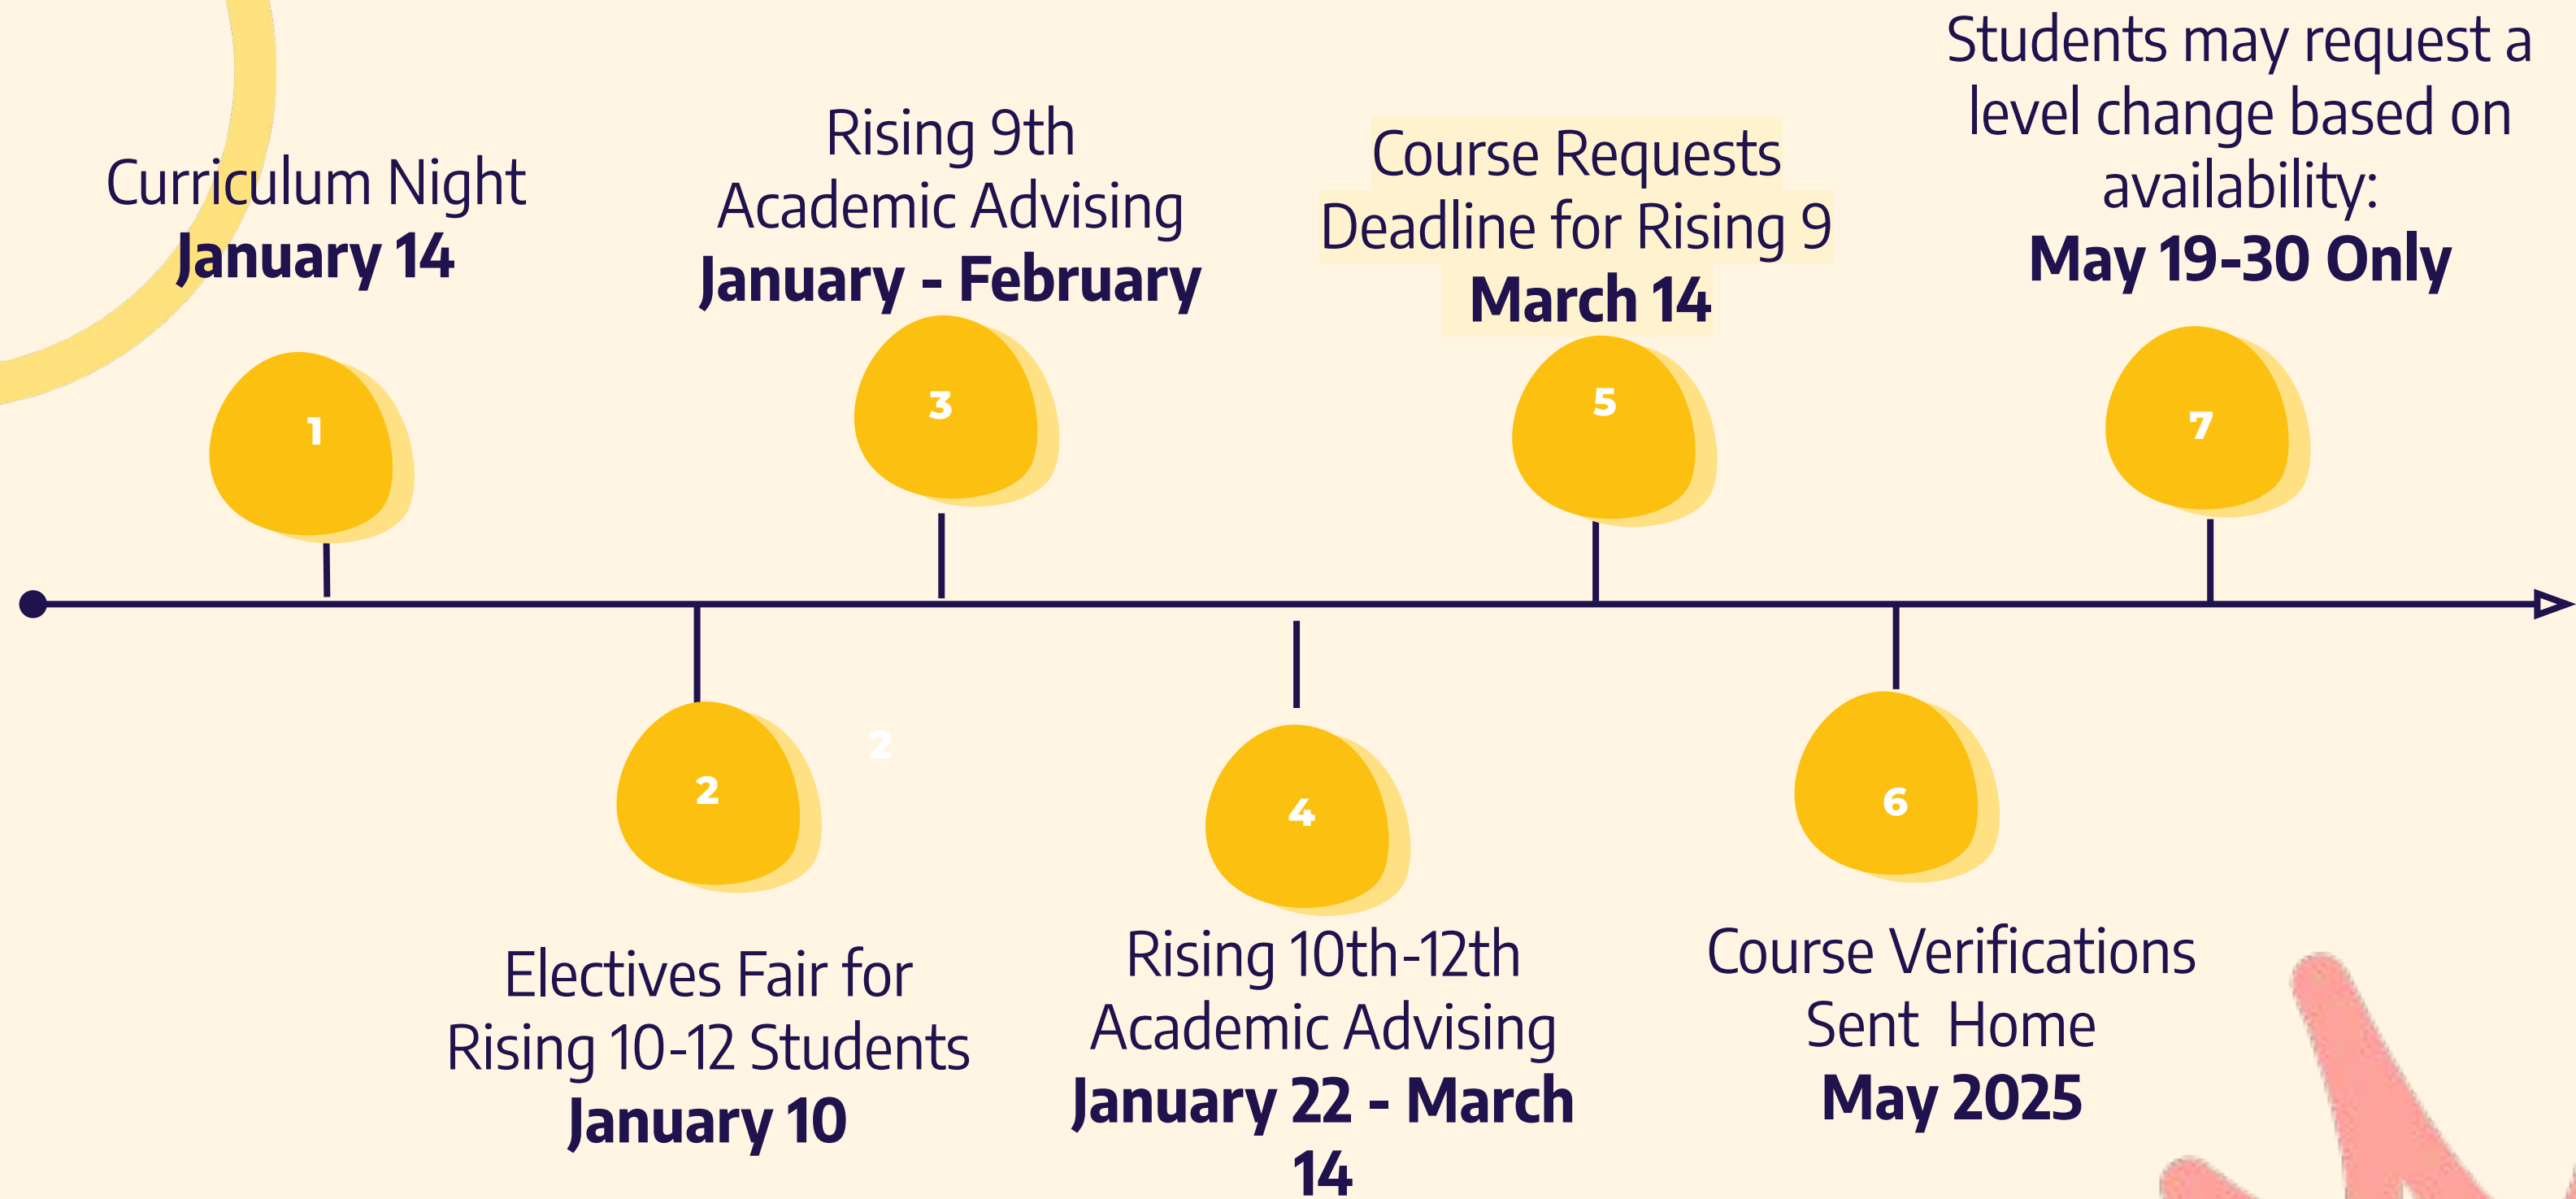 Curriculum Night
January 14
1
Electives Fair for
Rising 10-12 Students
January 10
2
2
Rising 9th
Academic Advising
January - February
3
Rising 10th-12th
Academic Advising
January 22 - March
14
4
Course Requests
Deadline for Rising 9
March 14
5
Course Verifications
Sent Home
May 2025
6
Students may request a
level change based on
availability:
May 19-30 Only
7